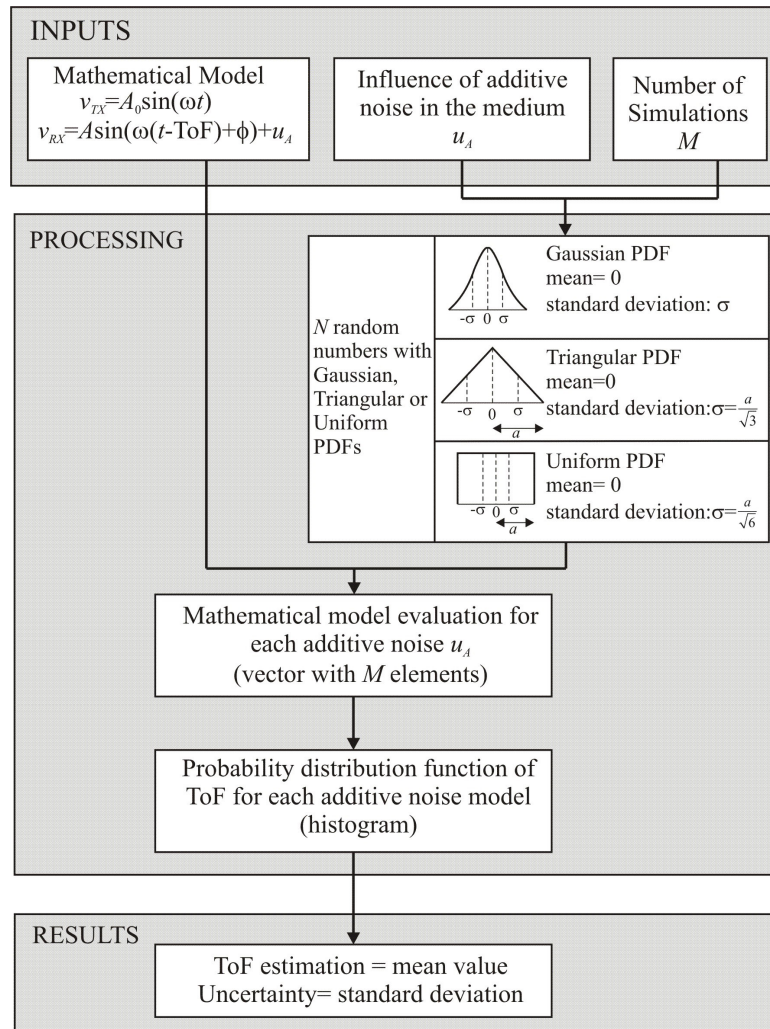 INPUTS
Mathematical Model
v_TX=A_0sin(ωt)
v_RX=Asin(ω(t-ToF)+ϕ)+u_A
Influence of additive
noise in the medium
u_A
Number of
Simulations
M
PROCESSING
N random
numbers with
Gaussian,
Triangular or
Uniform
PDFs
-σ 0 σ
Gaussian PDF
mean= 0
standard deviation: σ
-σ 0 σ
a
Triangular PDF
mean=0
standard deviation:σ=a/√3
-σ 0 σ
a
Uniform PDF
mean= 0
standard deviation:σ=a/√6
Mathematical model evaluation for
each additive noise u_A
(vector with M elements)
Probability distribution function of
ToF for each additive noise model
(histogram)
RESULTS
ToF estimation = mean value
Uncertainty= standard deviation